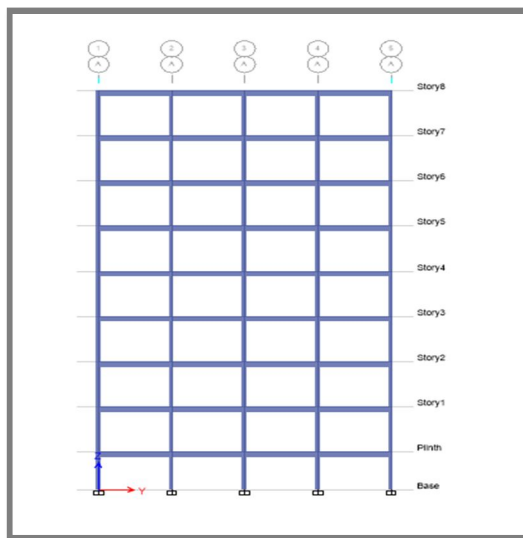 1 2 3 4 5
A A A A A
Story8
Story7
Story6
Story5
Story4
Story3
Story2
Story1
Plinth
Z
Y
Base